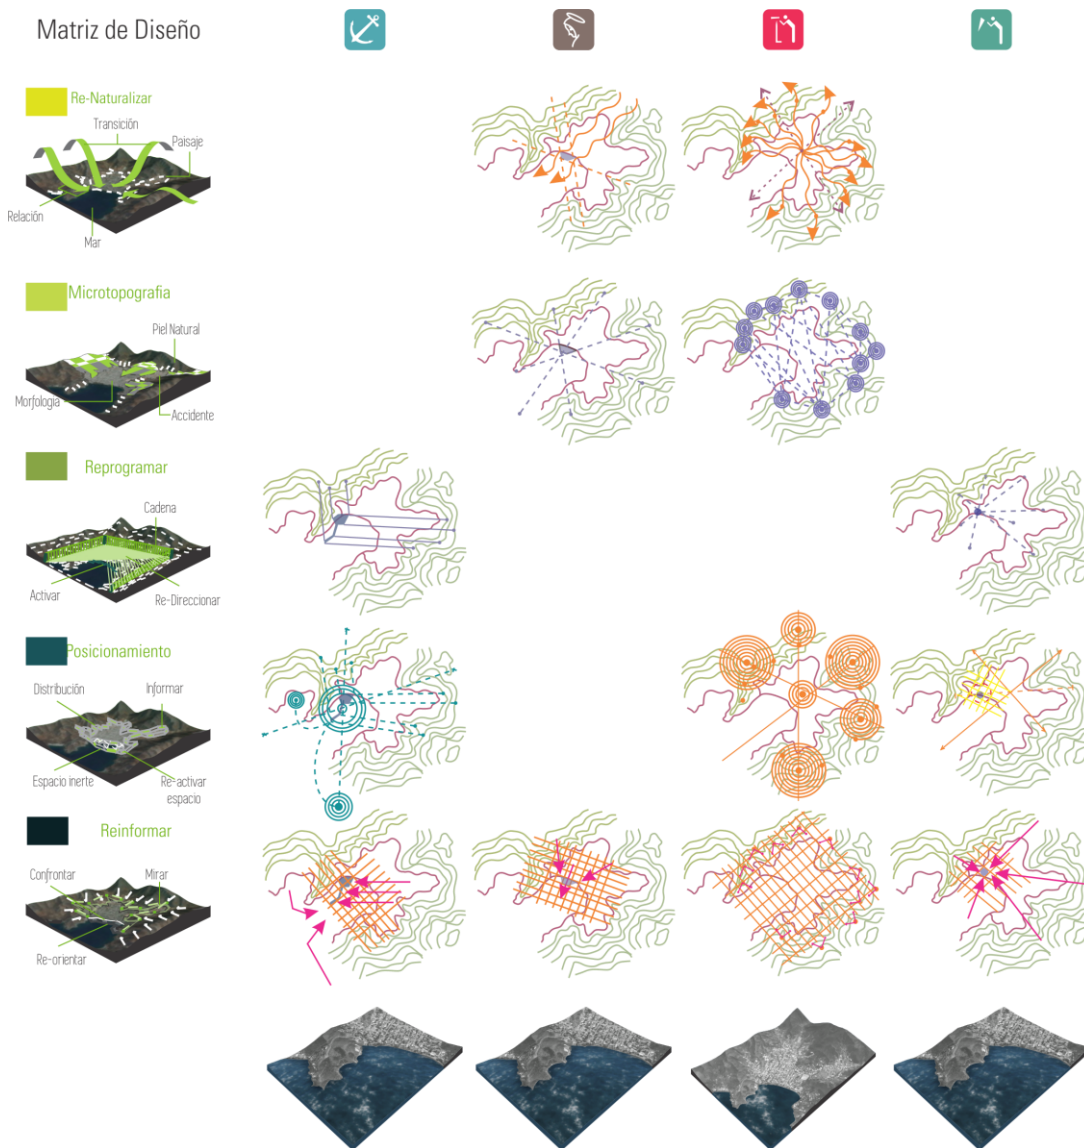 Matriz de Diseño
Re-Naturalizar
Transición
Paisaje
Relación
Mar
Microtopografia
Piel Natural
Morfologia
Accidente
Reprogramar
Cadena
Activar
Re-Direccionar
Posicionamiento
Distribución
Informar
Espacio inerte
Re-activar
espacio
Reinformar
Confrontar
Mirar
Re-orientar